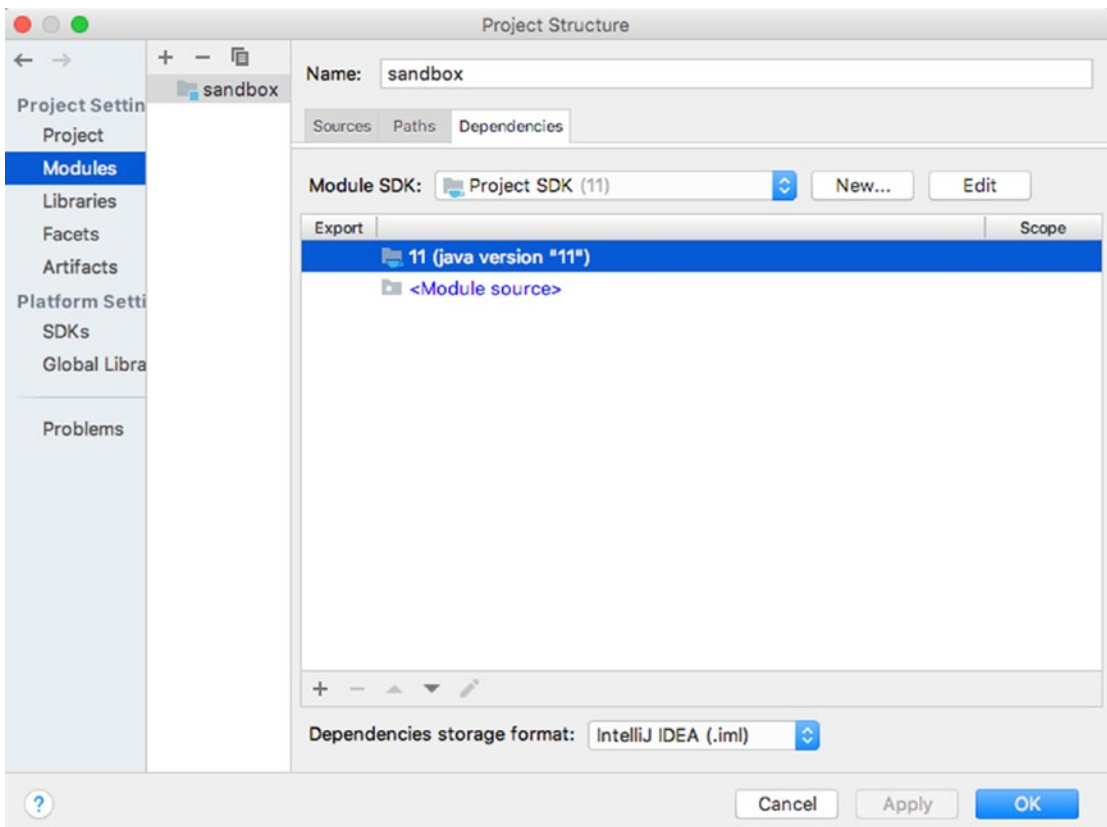 Project Structure
Project Settin
Project
Modules
Libraries
Facets
Artifacts
Platform Setti
SDKs
Global Libra
Problems
sandbox
Name: sandbox
Sources Paths Dependencies
Module SDK: Project SDK (11) New... Edit
Export Scope
11 (java version "11")
<Module source>
Dependencies storage format: IntelliJ IDEA (.iml)
? Cancel Apply OK